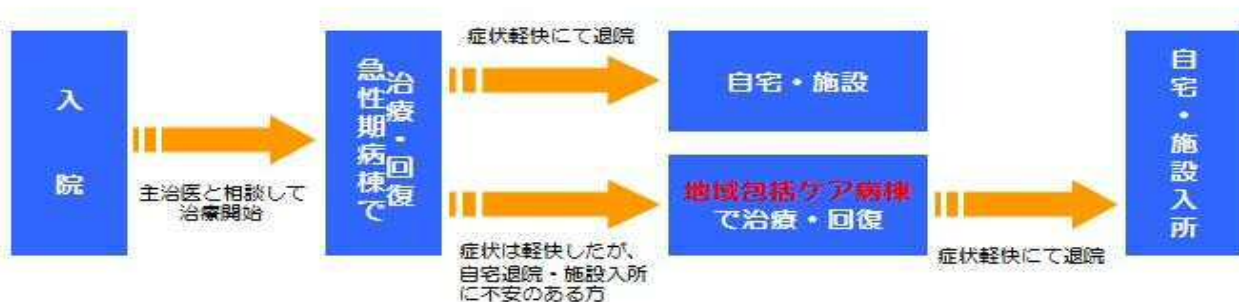 入院
主治医と相談して
治療開始
急性期病棟で
治療・回復
症状軽快にて退院
自宅・施設
症状は軽快したが、
自宅退院・施設入所
に不安のある方
地域包括ケア病棟
で治療・回復
症状軽快にて退院
自宅・施設入所